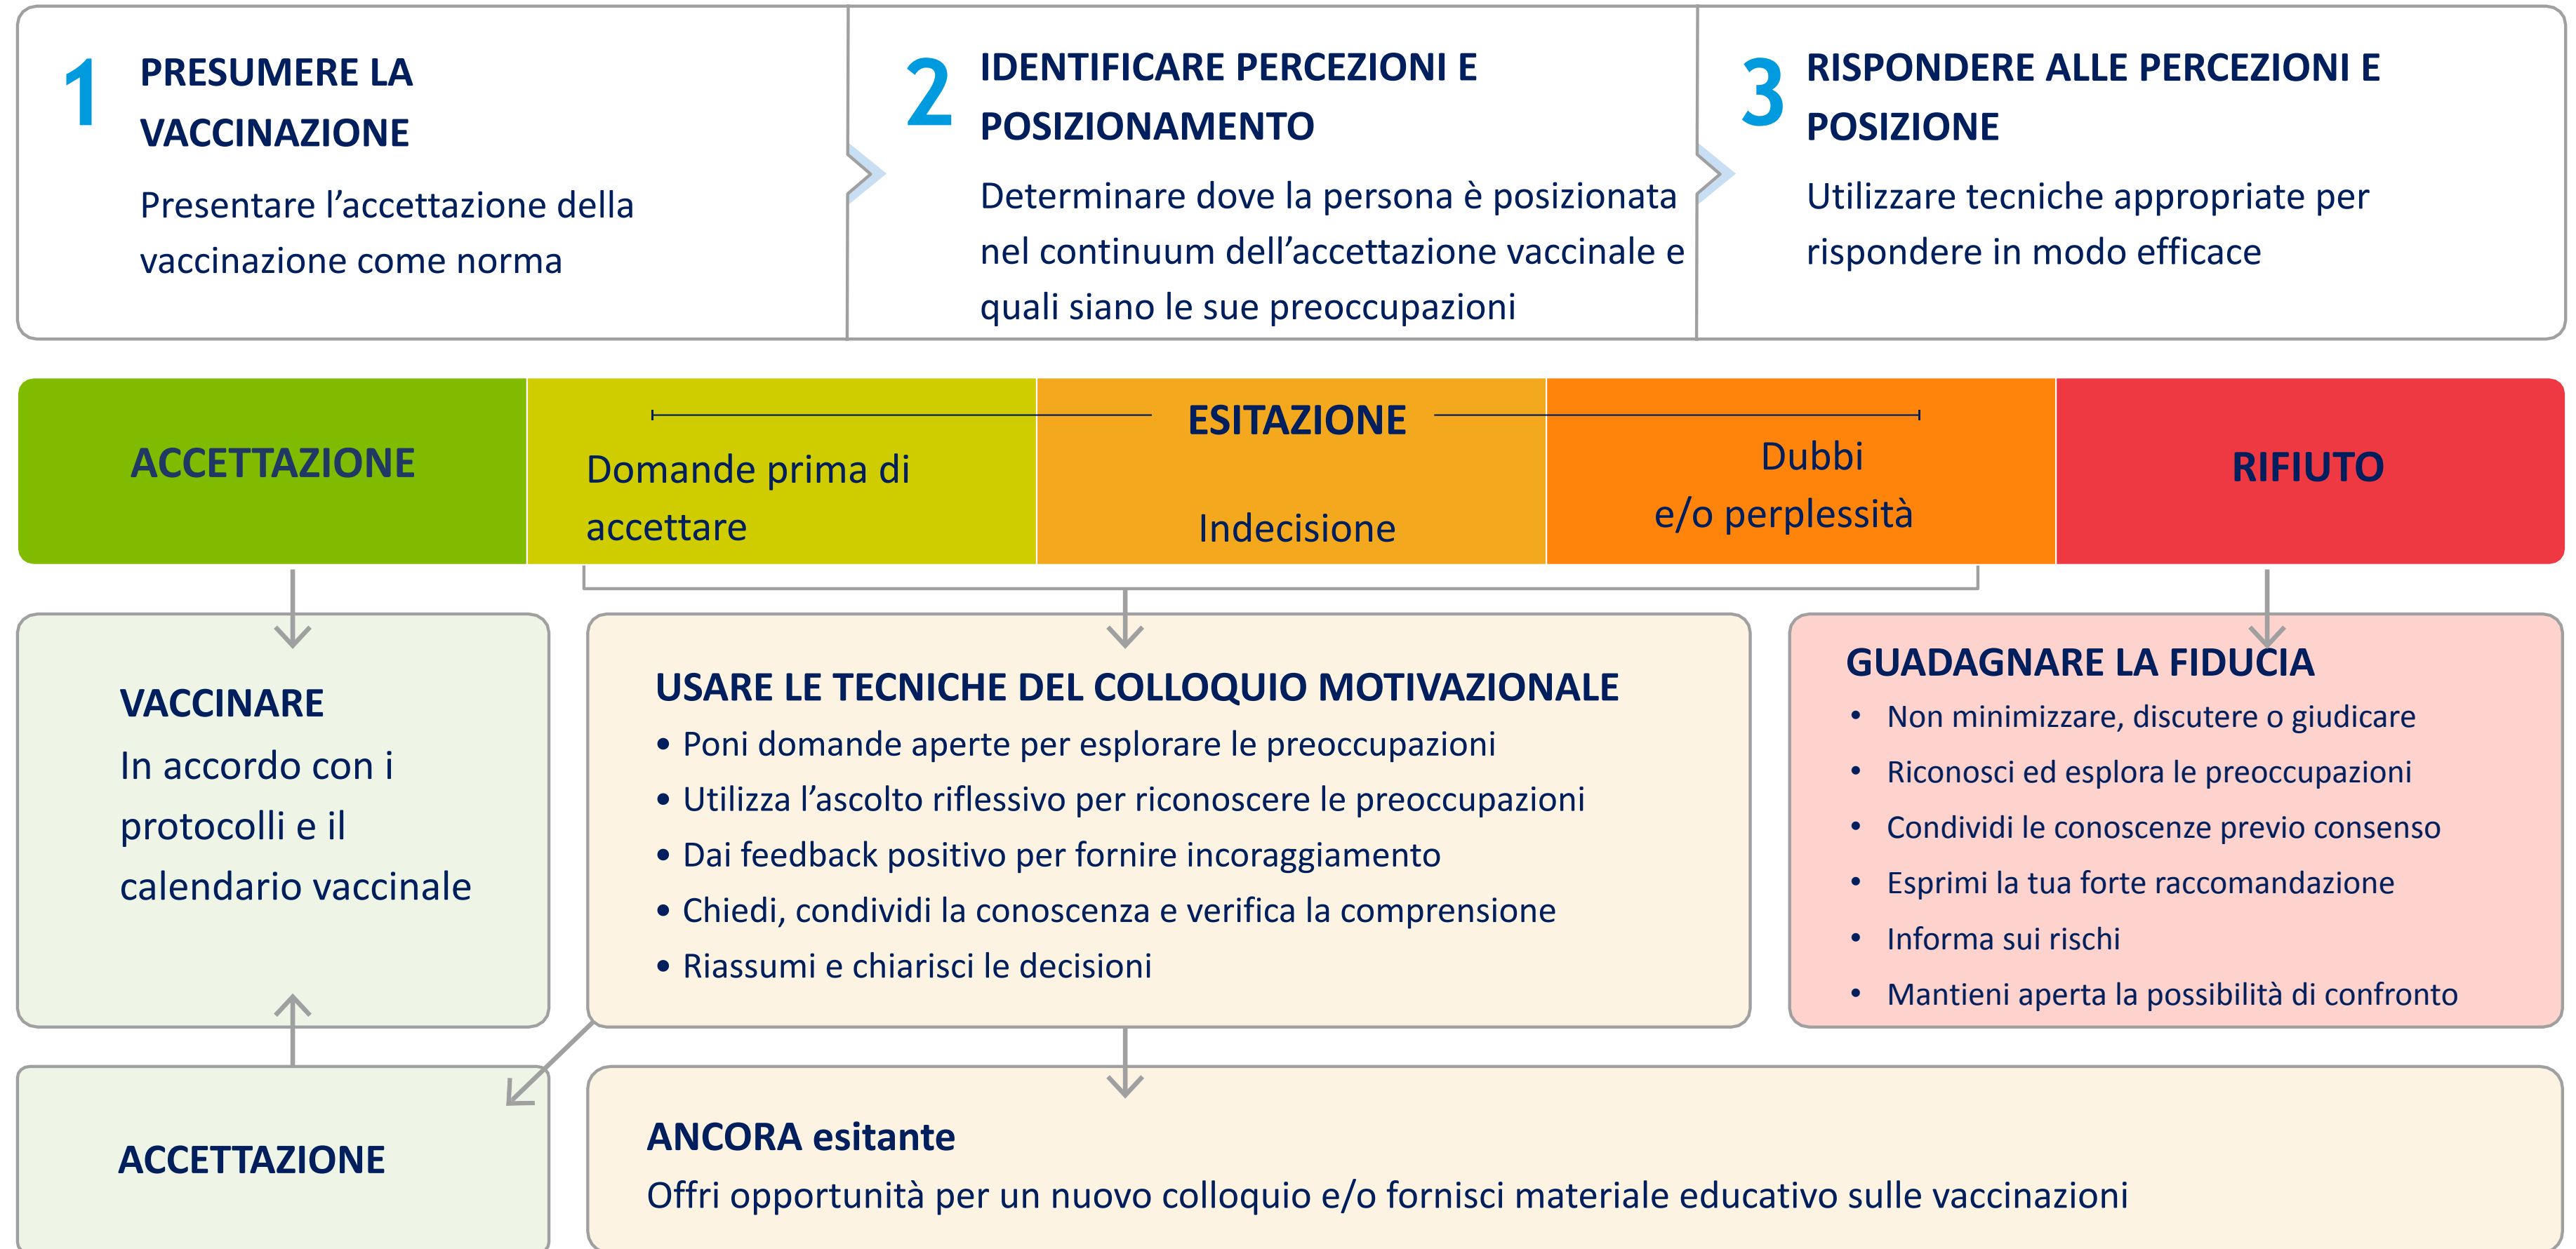 1
PRESUMERE LA
VACCINAZIONE
Presentare l’accettazione della
vaccinazione come norma
2
IDENTIFICARE PERCEZIONI E
POSIZIONAMENTO
Determinare dove la persona è posizionata
nel continuum dell’accettazione vaccinale e
quali siano le sue preoccupazioni
3
RISPONDERE ALLE PERCEZIONI E
POSIZIONE
Utilizzare tecniche appropriate per
rispondere in modo efficace
ACCETTAZIONE
ESITAZIONE
Domande prima di
accettare
Indecisione
Dubbi
e/o perplessità
RIFIUTO
VACCINARE
In accordo con i
protocolli e il
calendario vaccinale
USARE LE TECNICHE DEL COLLOQUIO MOTIVAZIONALE
• Poni domande aperte per esplorare le preoccupazioni
• Utilizza l’ascolto riflessivo per riconoscere le preoccupazioni
• Dai feedback positivo per fornire incoraggiamento
• Chiedi, condividi la conoscenza e verifica la comprensione
• Riassumi e chiarisci le decisioni
GUADAGNARE LA FIDUCIA
• Non minimizzare, discutere o giudicare
• Riconosci ed esplora le preoccupazioni
• Condividi le conoscenze previo consenso
• Esprimi la tua forte raccomandazione
• Informa sui rischi
• Mantieni aperta la possibilità di confronto
ACCETTAZIONE
ANCORA esitante
Offri opportunità per un nuovo colloquio e/o fornisci materiale educativo sulle vaccinazioni